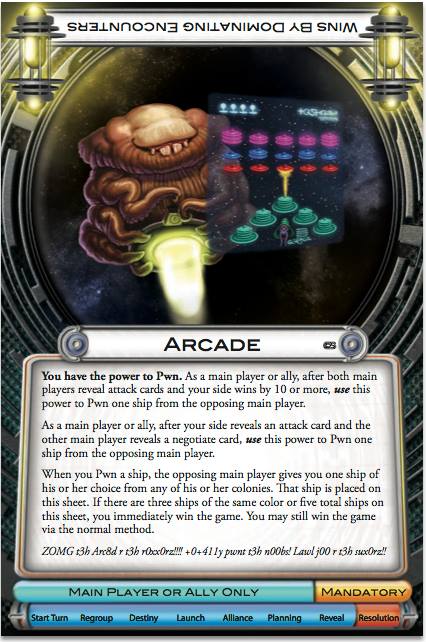 WINS BY DOMINATING ENCOUNTERS
ARCADE
You have the power to Pwn. As a main player or ally, after both main
players reveal attack cards and your side wins by 10 or more, use this
power to Pwn one ship from the opposing main player.
As a main player or ally, after your side reveals an attack card and the
other main player reveals a negotiate card, use this power to Pwn one
ship from the opposing main player.
When you Pwn a ship, the opposing main player gives you one ship of
his or her choice from any of his or her colonies. That ship is placed on
this sheet. If there are three ships of the same color or five total ships on
this sheet, you immediately win the game. You may still win the game
via the normal method.
ZOMG t3h Arc8d r t3h r0xx0rz!!!! +0+411y pwnt t3h n00bs! Lawl j00 r t3h sux0rz!!
MAIN PLAYER OR ALLY ONLY
MANDATORY
Start Turn Regroup Destiny Launch Alliance Planning Reveal Resolution